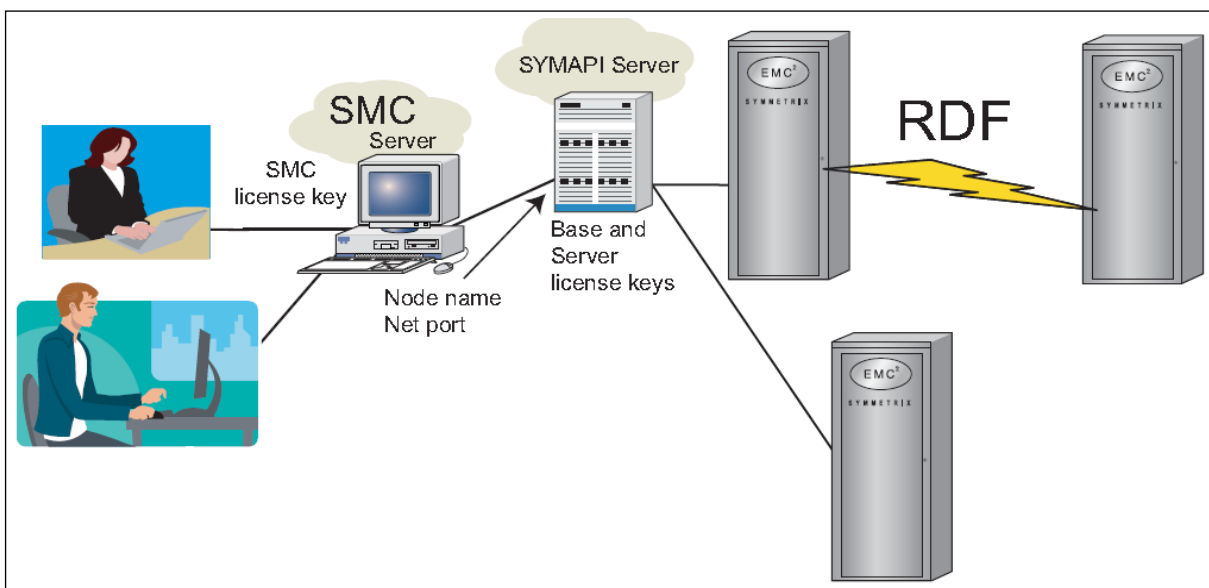 SMC
Server
SMC
license key
SYMAPI Server
Node name
Net port
Base and
Server
license keys
EMC²
SYMMETRIX
RDF
EMC²
SYMMETRIX
EMC²
SYMMETRIX